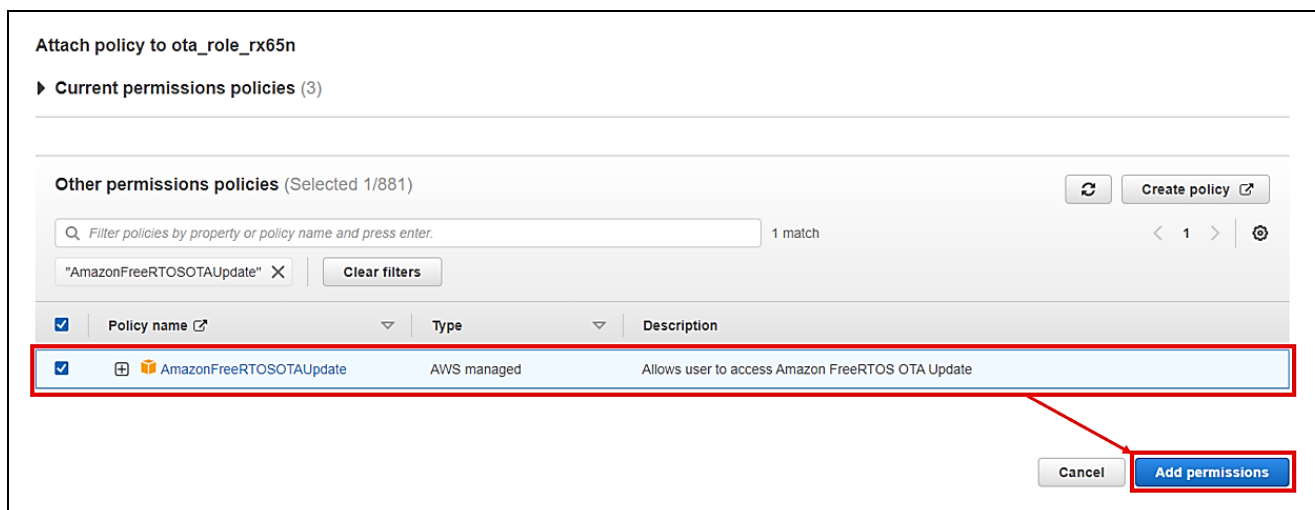 Attach policy to ota_role_rx65n
Current permissions policies (3)
Other permissions policies (Selected 1/881)
Create policy
Filter policies by property or policy name and press enter.
1 match
1
"AmazonFreeRTOSOTAUpdate"
Clear filters
Policy name
Type
Description
AmazonFreeRTOSOTAUpdate
AWS managed
Allows user to access Amazon FreeRTOS OTA Update
Cancel
Add permissions